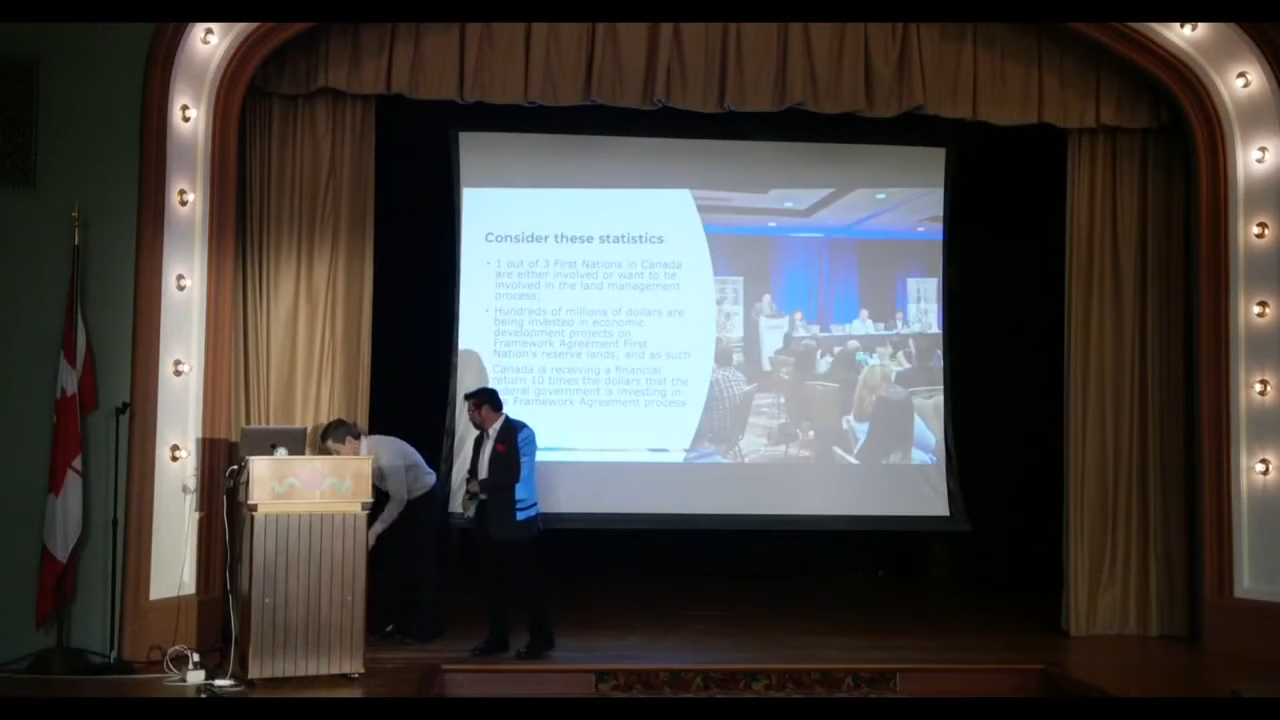 Consider these statistics
• 1 out of 3 First Nations in Canada
are either involved or want to be
involved in the land management
process;
• Hundreds of millions of dollars are
being invested in economic
development projects on
Framework Agreement First
Nation's reserve lands; and as such
Canada is receiving a financial
return 10 times the dollars that the
federal government is investing in
Framework Agreement process